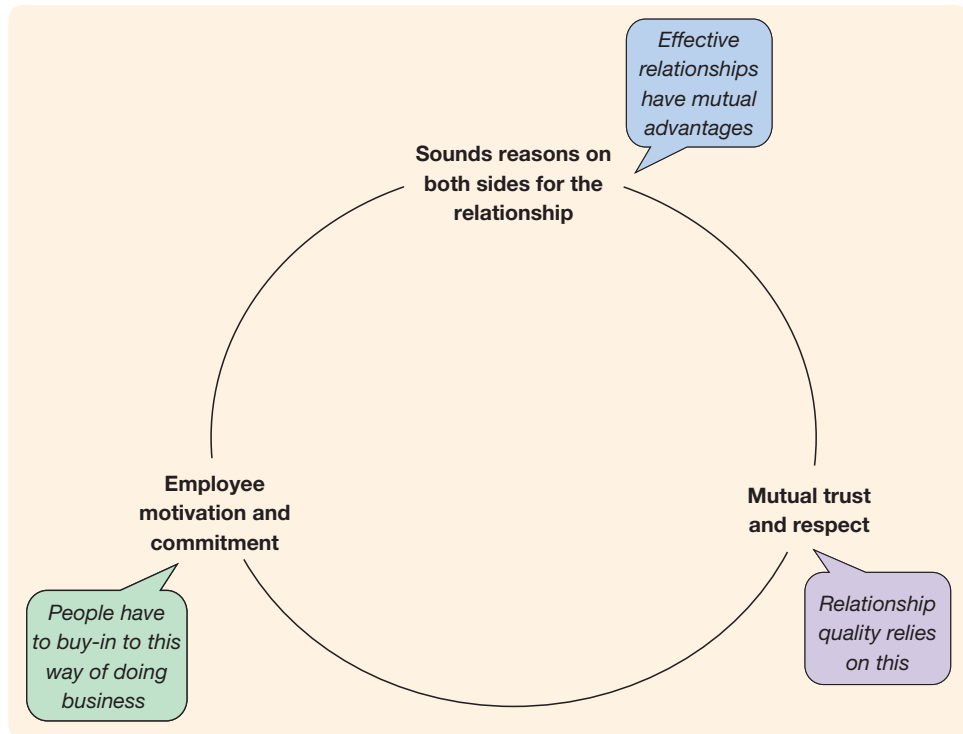 Effective
relationships
have mutual
advantages
Sounds reasons on
both sides for the
relationship
Employee
motivation and
commitment
Mutual trust
and respect
People have
to buy-in to this
way of doing
business
Relationship
quality relies
on this